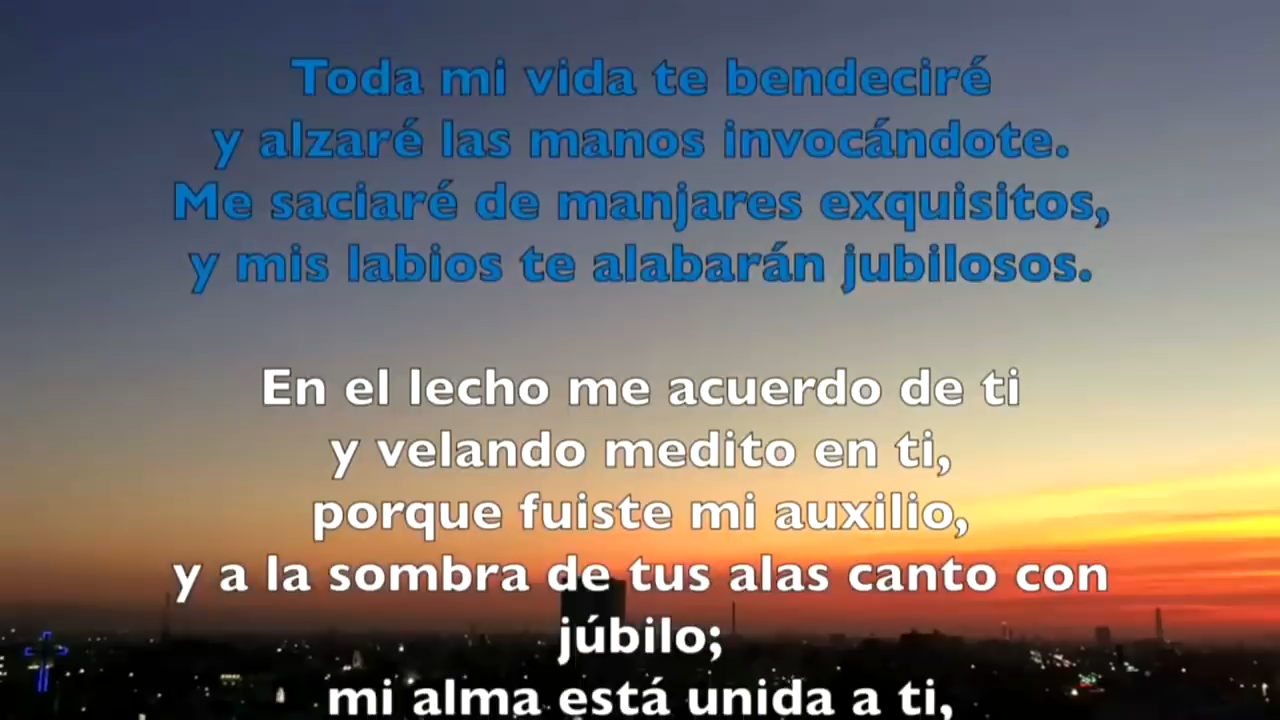 Toda mi vida te bendeciré
y alzaré las manos invocándote.
Me saciaré de manjares exquisitos,
y mis labios te alabarán jubilosos.
En el lecho me acuerdo de ti
y velando medito en ti,
porque fuiste mi auxilio,
y a la sombra de tus alas canto con
júbilo;
mi alma está unida a ti,